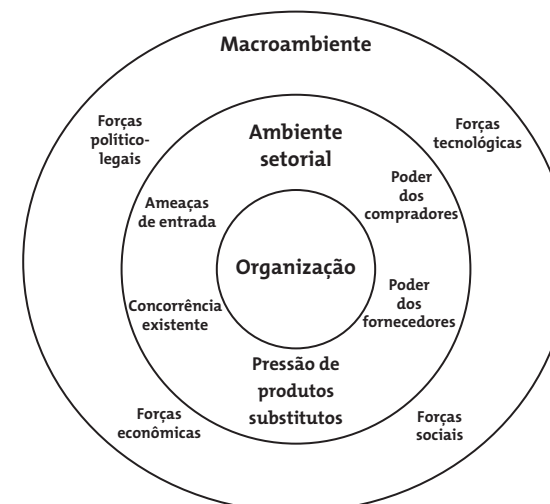 Macroambiente
Forças
político-
legais
Forças
tecnológicas
Ambiente
setorial
Ameaças
de entrada
Poder
dos
compradores
Organização
Concorrência
existente
Poder
dos
fornecedores
Pressão de
produtos
substitutos
Forças
econômicas
Forças
sociais